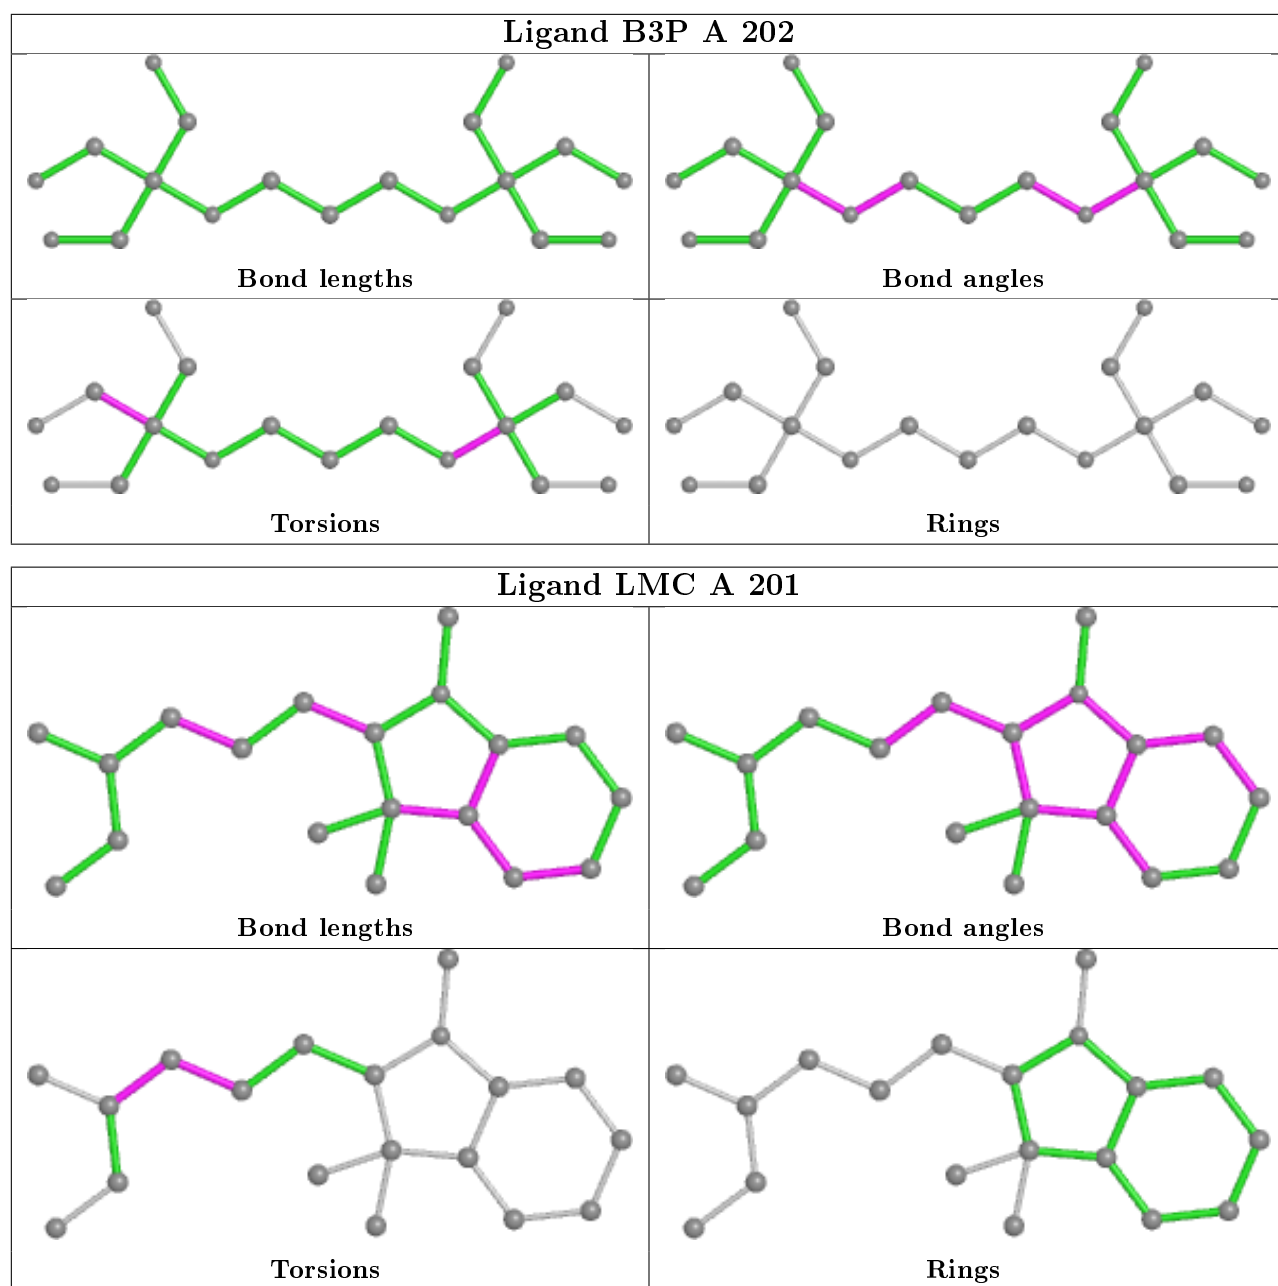 Ligand B3P A 202
Bond lengths
Bond angles
Torsions
Rings
Ligand LMC A 201
Bond lengths
Bond angles
Torsions
Rings